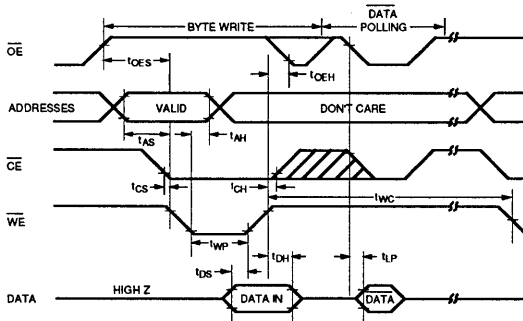 BYTE WRITE
DATA
POLLING
OE
tOES
tOEH
ADDRESSES
VALID
DON'T CARE
tAS
tAH
CE
tCS
tCH
tWC
WE
tWP
tDS
tDH
tLP
DATA
HIGH Z
DATA IN
DATA